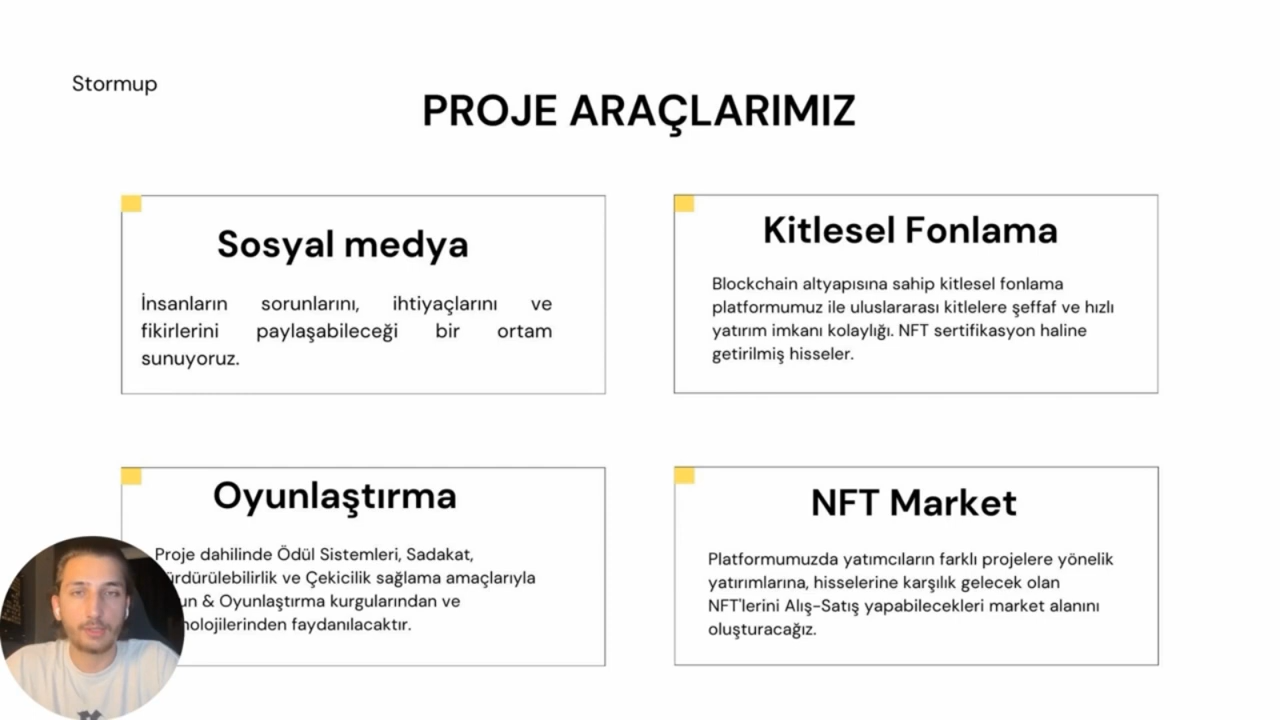 Stormup
PROJE ARAÇLARIMIZ
Sosyal medya
İnsanların sorunlarını, ihtiyaçlarını ve
fikirlerini paylaşabileceği bir ortam
sunuyoruz.
Kitlesel Fonlama
Blockchain altyapısına sahip kitlesel fonlama
platformumuz ile uluslararası kitlelere şeffaf ve hızlı
yatırım imkanı kolaylığı. NFT sertifikasyon haline
getirilmiş hisseler.
Oyunlaştırma
Proje dahilinde Ödül Sistemleri, Sadakat,
ve Çekicilik sağlama amaçlarıyla
& Oyunlaştırma kurgularından ve
faydanılacaktır.
NFT Market
Platformumuzda yatımcıların farklı projelere yönelik
yatırımlarına, hisselerine karşılık gelecek olan
NFT'lerini Alış-Satış yapabilecekleri market alanını
oluşturacağız.